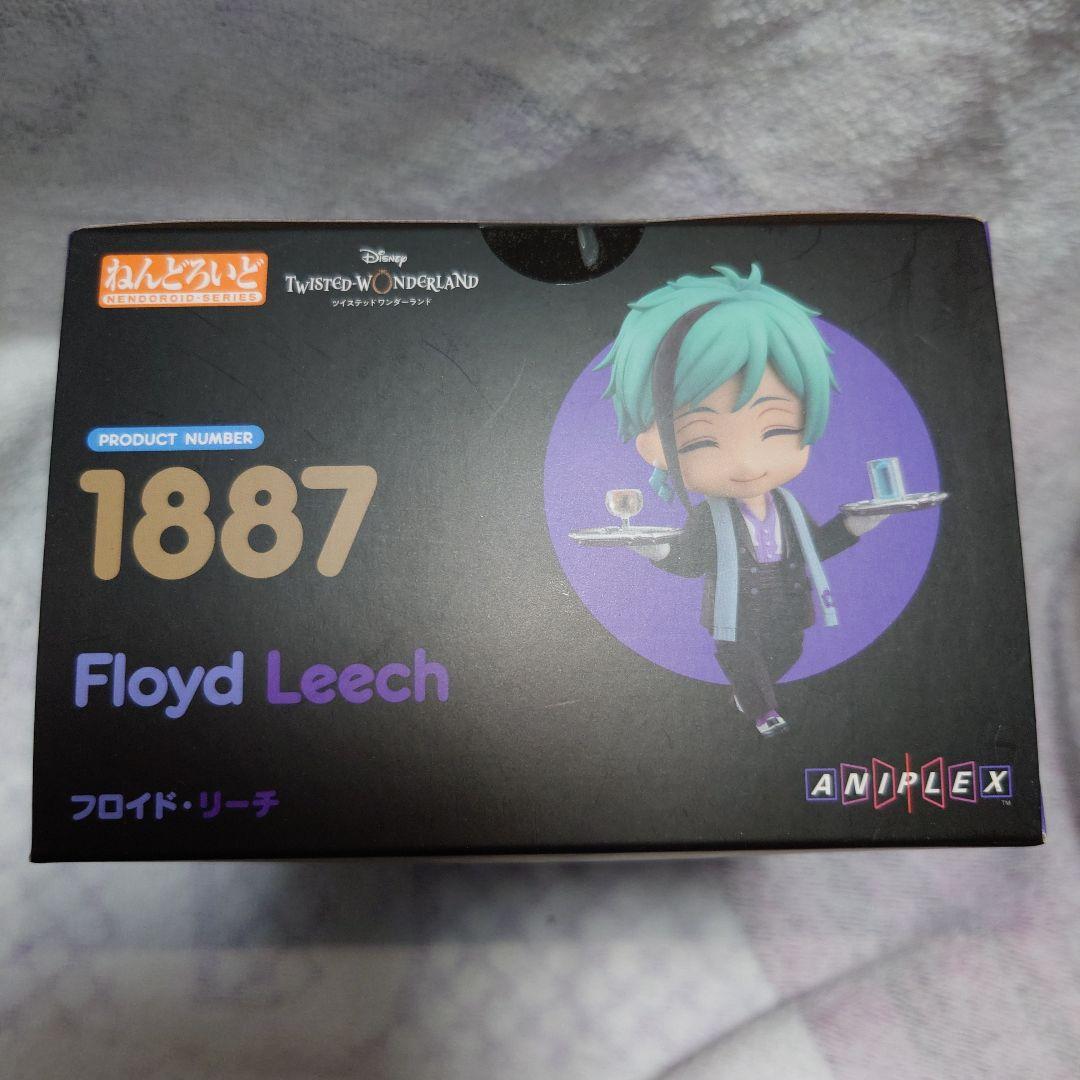 ねんどろいど
NENDOROID-SERIES
Disney
TWISTED-WONDERLAND
ツイステッドワンダーランド
PRODUCT NUMBER
1887
Floyd Leech
フロイド・リーチ
ANIPLEX
TM